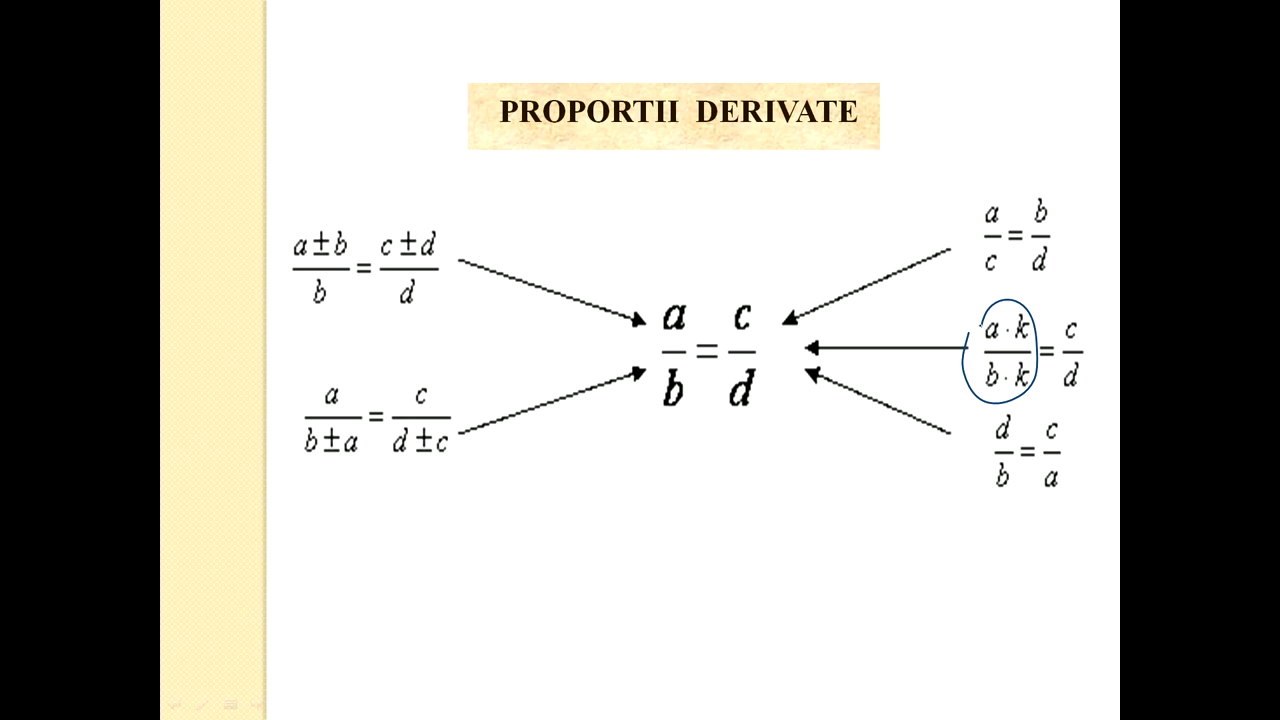 PROPORTII DERIVATE
a ± b / b = c ± d / d
a / c = b / d
a / b = c / d
a · k / b · k = c / d
a / b ± a = c / d ± c
d / b = c / a